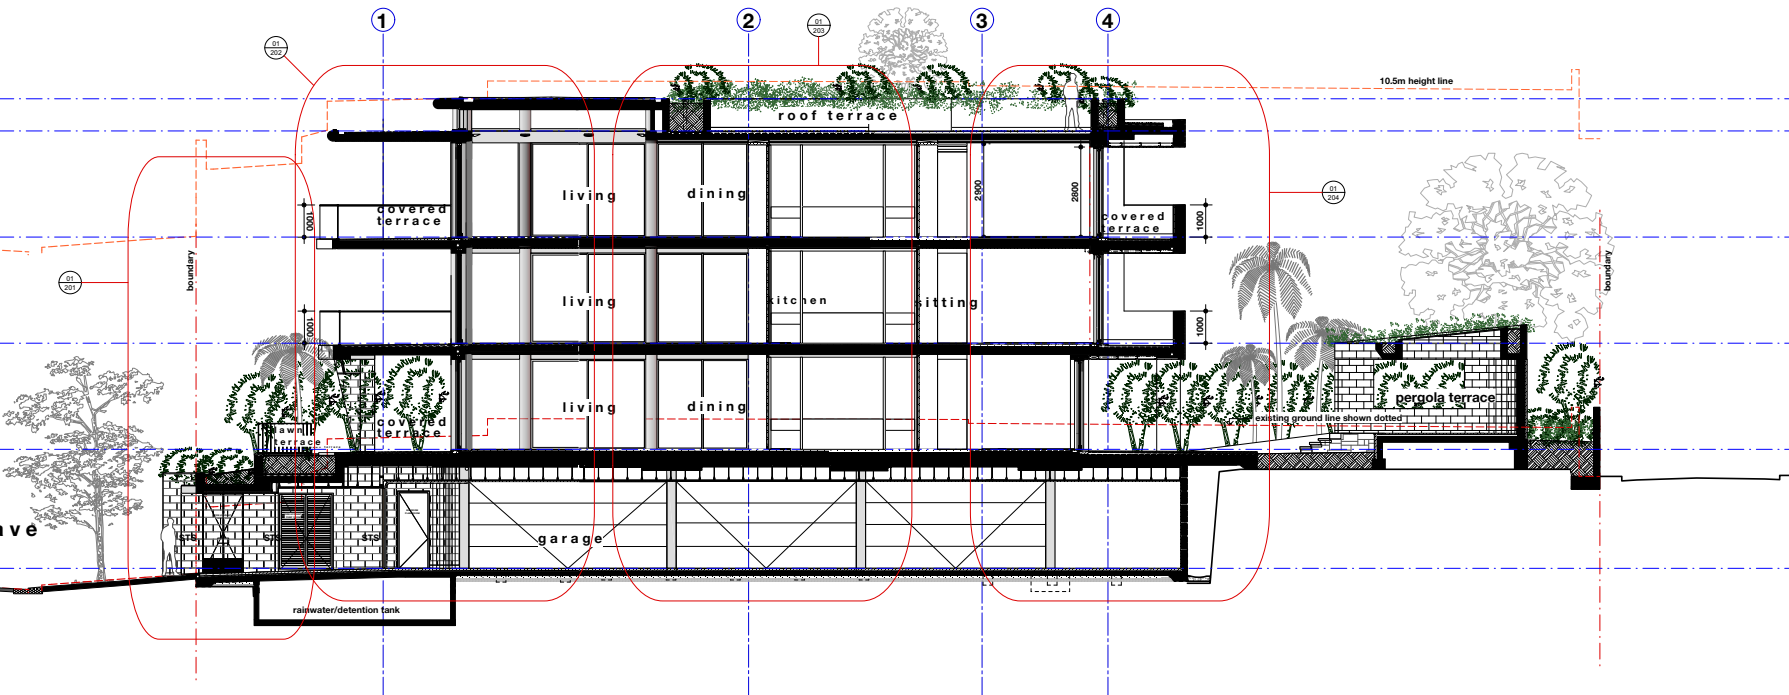 1
2
3
4
01
202
01
203
10.5m height line
roof terrace
living
dining
2900
2800
01
204
covered
terrace
1000
covered
terrace
1000
boundary
boundary
01
201
living
kitchen
sitting
1000
1000
living
dining
covered
terrace
lawn
terrace
pergola terrace
existing ground line shown dotted
ave
STS
STS
STS
garage
rainwater/detention tank